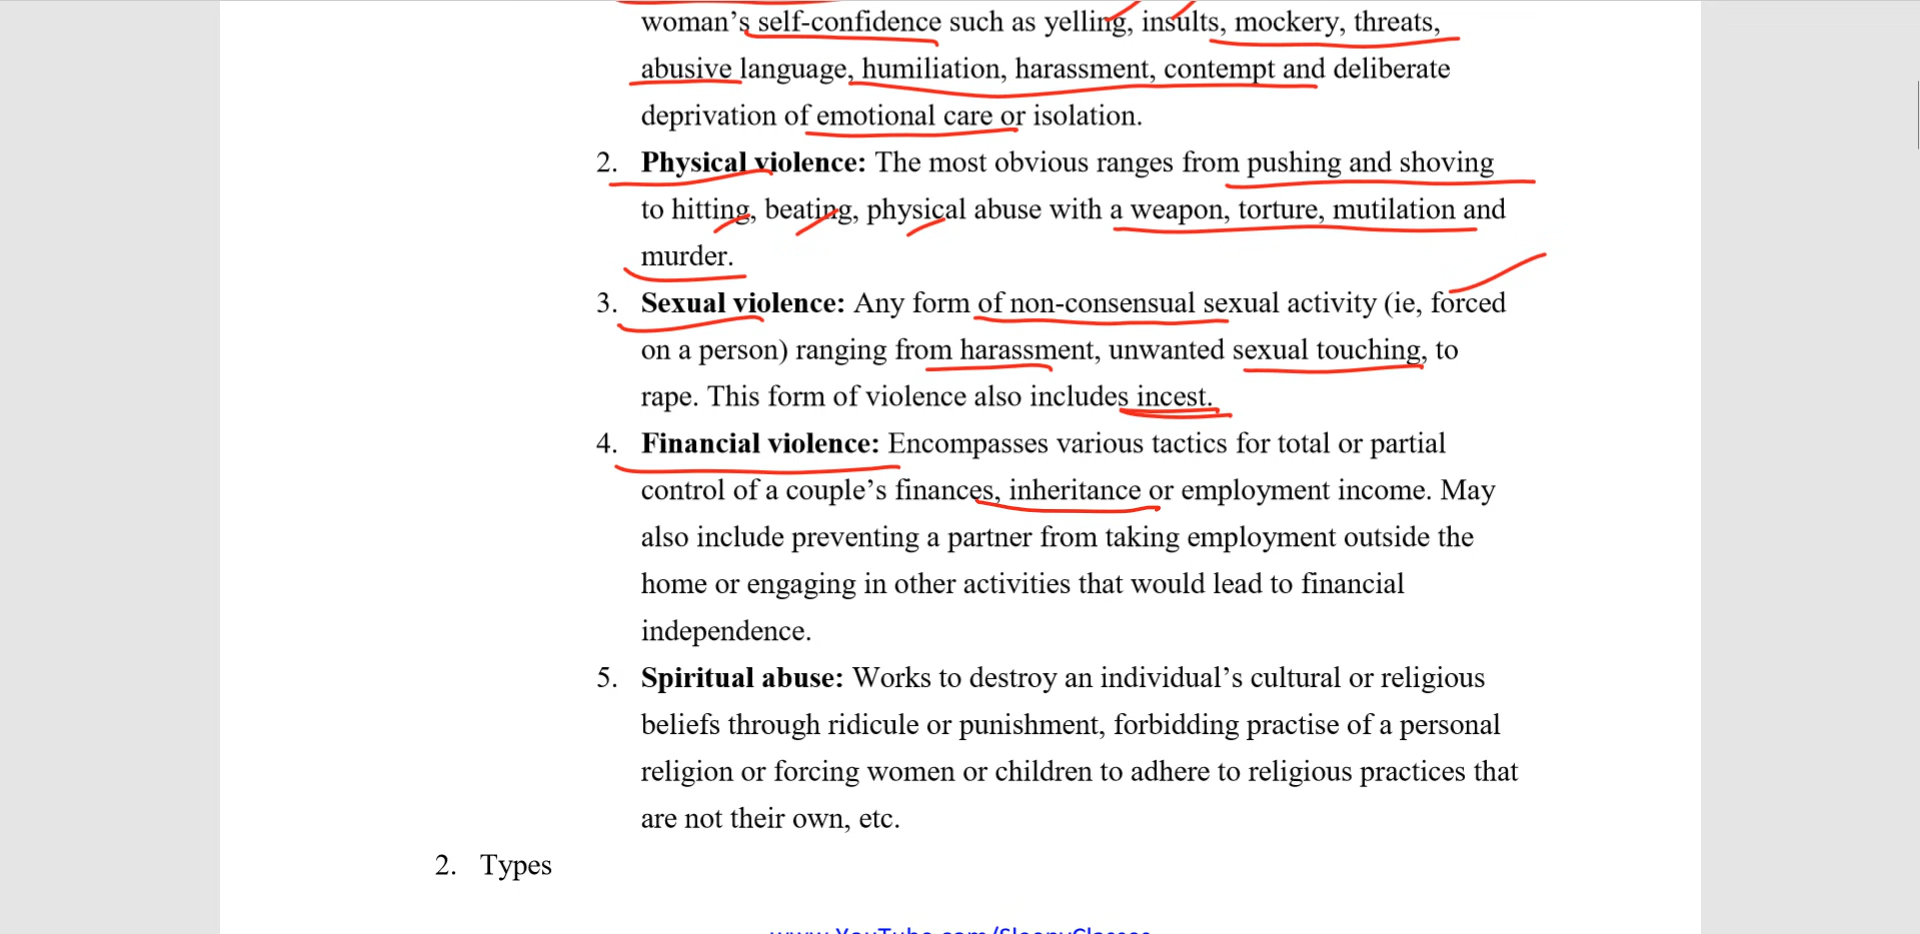 woman’s self-confidence such as yelling, insults, mockery, threats,
abusive language, humiliation, harassment, contempt and deliberate
deprivation of emotional care or isolation.
2. Physical violence: The most obvious ranges from pushing and shoving
to hitting, beating, physical abuse with a weapon, torture, mutilation and
murder.
3. Sexual violence: Any form of non-consensual sexual activity (ie, forced
on a person) ranging from harassment, unwanted sexual touching, to
rape. This form of violence also includes incest.
4. Financial violence: Encompasses various tactics for total or partial
control of a couple’s finances, inheritance or employment income. May
also include preventing a partner from taking employment outside the
home or engaging in other activities that would lead to financial
independence.
5. Spiritual abuse: Works to destroy an individual’s cultural or religious
beliefs through ridicule or punishment, forbidding practise of a personal
religion or forcing women or children to adhere to religious practices that
are not their own, etc.
2. Types
www.YouTube.com/SleepyClasses